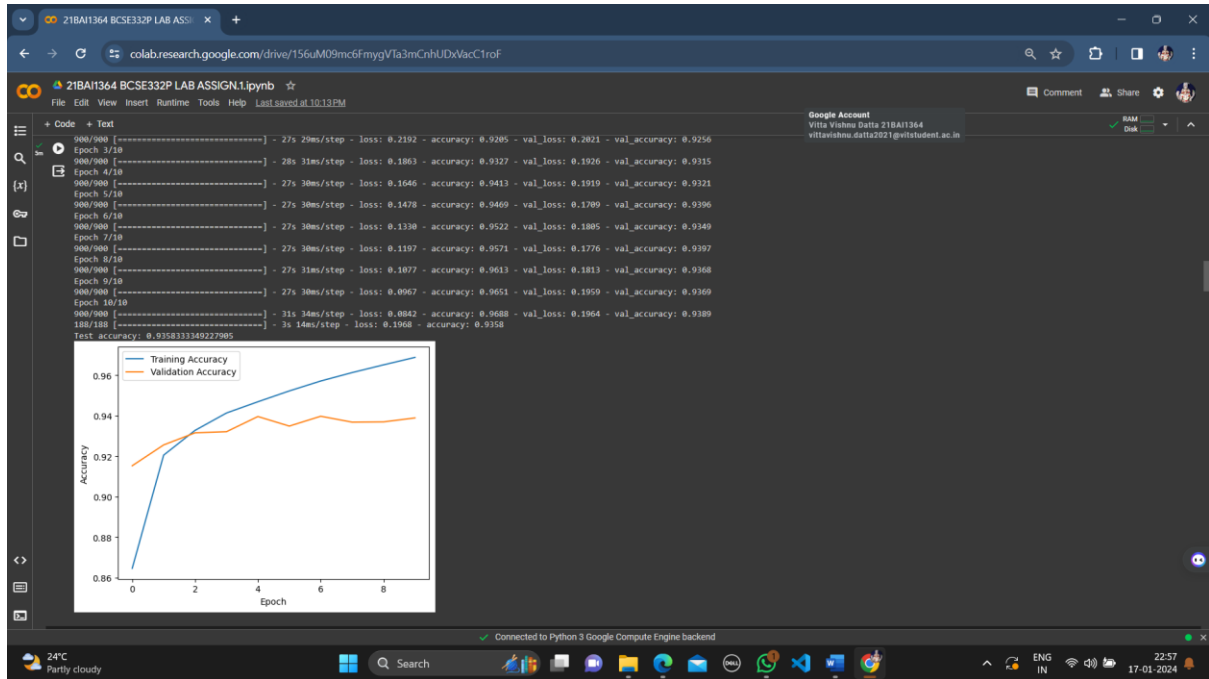 21BAI1364 BCSE332P LAB ASSI
colab.research.google.com/drive/156uM09mc6FmygVTa3mCnhUDxVacC1roF
21BAI1364 BCSE332P LAB ASSIGN.1.ipynb
File Edit View Insert Runtime Tools Help Last saved at 10:13 PM
Comment Share
Google Account
Vitta Vishnu Datta 21BAI1364
vittavishnu.datta2021@vitstudent.ac.in
+ Code + Text
RAM
Disk
5m
{x}
900/900 [==============================] - 27s 29ms/step - loss: 0.2192 - accuracy: 0.9205 - val_loss: 0.2021 - val_accuracy: 0.9256
Epoch 3/10
900/900 [==============================] - 28s 31ms/step - loss: 0.1863 - accuracy: 0.9327 - val_loss: 0.1926 - val_accuracy: 0.9315
Epoch 4/10
900/900 [==============================] - 27s 30ms/step - loss: 0.1646 - accuracy: 0.9413 - val_loss: 0.1919 - val_accuracy: 0.9321
Epoch 5/10
900/900 [==============================] - 27s 30ms/step - loss: 0.1478 - accuracy: 0.9469 - val_loss: 0.1709 - val_accuracy: 0.9396
Epoch 6/10
900/900 [==============================] - 27s 30ms/step - loss: 0.1330 - accuracy: 0.9522 - val_loss: 0.1805 - val_accuracy: 0.9349
Epoch 7/10
900/900 [==============================] - 27s 30ms/step - loss: 0.1197 - accuracy: 0.9571 - val_loss: 0.1776 - val_accuracy: 0.9397
Epoch 8/10
900/900 [==============================] - 27s 31ms/step - loss: 0.1077 - accuracy: 0.9613 - val_loss: 0.1813 - val_accuracy: 0.9368
Epoch 9/10
900/900 [==============================] - 27s 30ms/step - loss: 0.0967 - accuracy: 0.9651 - val_loss: 0.1959 - val_accuracy: 0.9369
Epoch 10/10
900/900 [==============================] - 31s 34ms/step - loss: 0.0842 - accuracy: 0.9688 - val_loss: 0.1964 - val_accuracy: 0.9389
188/188 [==============================] - 3s 14ms/step - loss: 0.1968 - accuracy: 0.9358
Test accuracy: 0.9358333349227905
Training Accuracy
Validation Accuracy
0.96
0.94
0.92
0.90
0.88
0.86
Accuracy
0 2 4 6 8
Epoch
Connected to Python 3 Google Compute Engine backend
24°C
Partly cloudy
Search
DELL
ENG
IN
22:57
17-01-2024